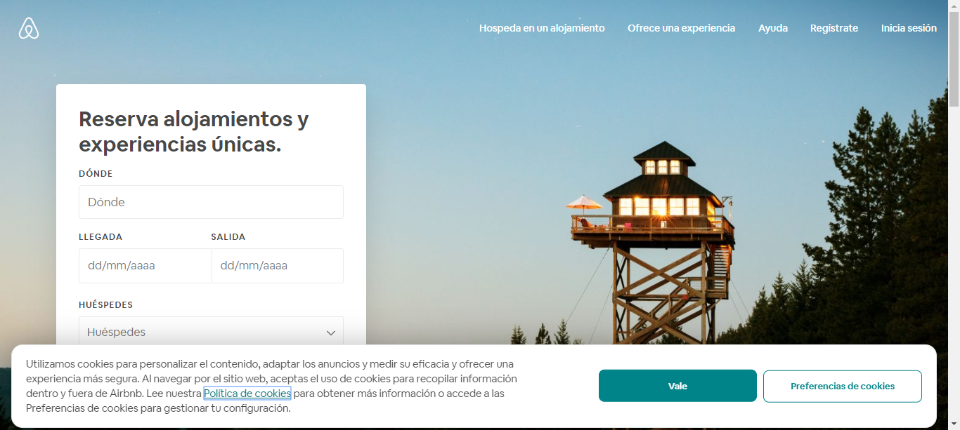 Hospeda en un alojamiento Ofrece una experiencia Ayuda Regístrate Inicia sesión
Reserva alojamientos y
experiencias únicas.
DÓNDE
Dónde
LLEGADA SALIDA
dd/mm/aaaa dd/mm/aaaa
HUÉSPEDES
Huéspedes
Utilizamos cookies para personalizar el contenido, adaptar los anuncios y medir su eficacia y ofrecer una
experiencia más segura. Al navegar por el sitio web, aceptas el uso de cookies para recopilar información
dentro y fuera de Airbnb. Lee nuestra Política de cookies para obtener más información o accede a las
Preferencias de cookies para gestionar tu configuración.
Vale
Preferencias de cookies